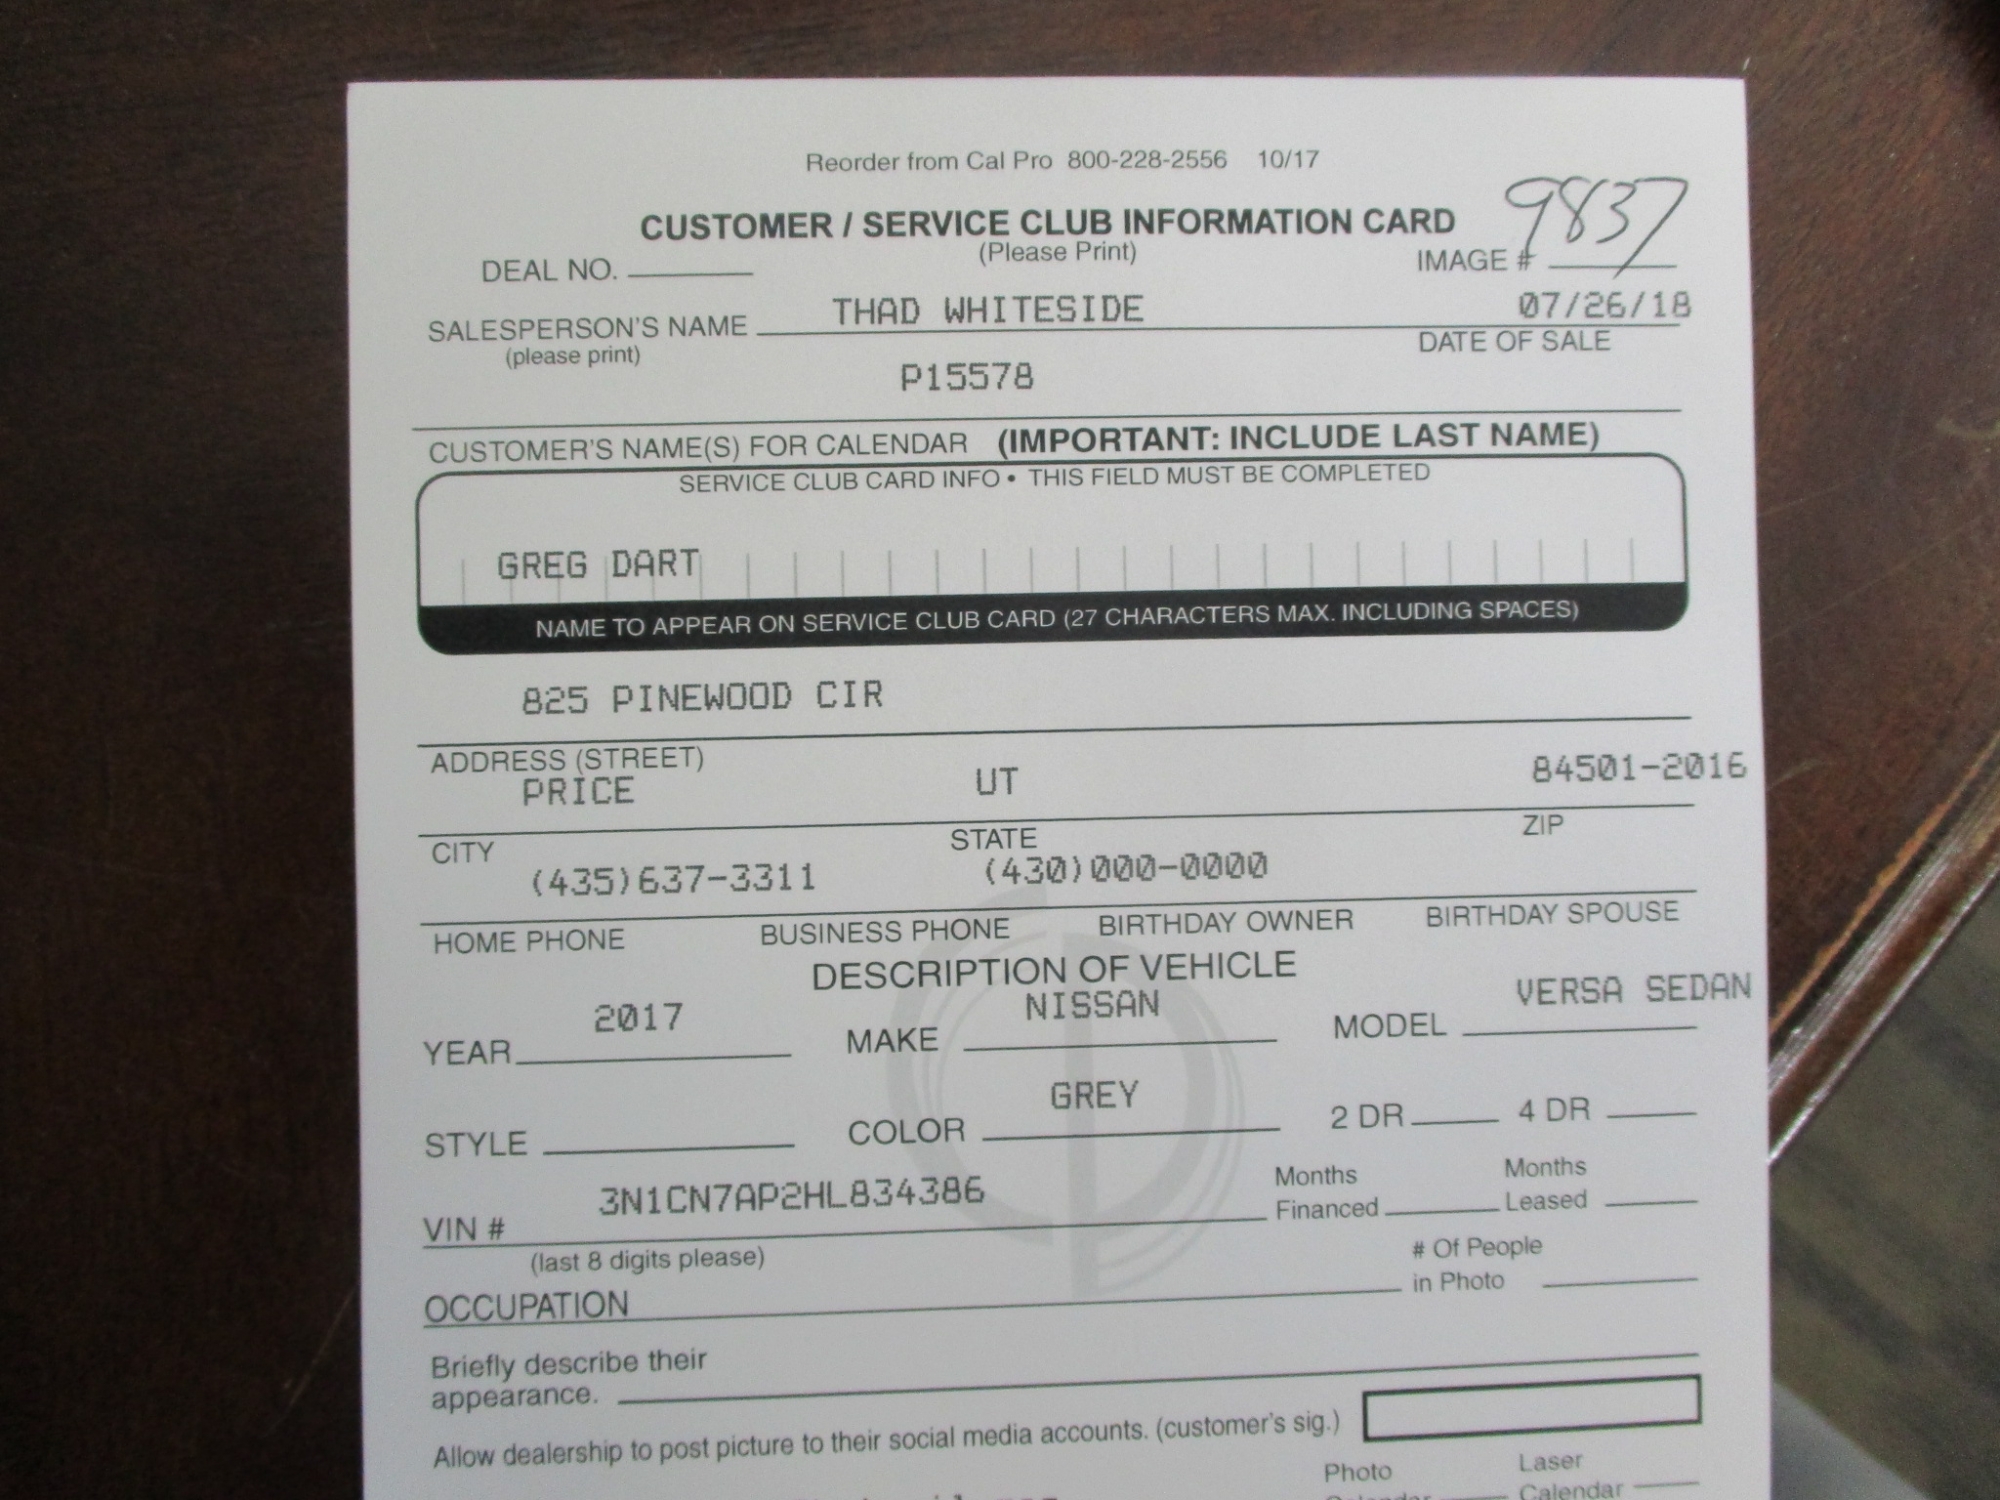 Reorder from Cal Pro 800-228-2556 10/17
CUSTOMER / SERVICE CLUB INFORMATION CARD
(Please Print)
9837
DEAL NO.
IMAGE #
THAD WHITESIDE
07/26/18
SALESPERSON'S NAME
(please print)
DATE OF SALE
P15578
CUSTOMER'S NAME(S) FOR CALENDAR (IMPORTANT: INCLUDE LAST NAME)
SERVICE CLUB CARD INFO • THIS FIELD MUST BE COMPLETED
GREG DART
NAME TO APPEAR ON SERVICE CLUB CARD (27 CHARACTERS MAX. INCLUDING SPACES)
825 PINEWOOD CIR
ADDRESS (STREET)
PRICE UT 84501-2016
CITY STATE ZIP
(435)637-3311 (430)000-0000
HOME PHONE BUSINESS PHONE BIRTHDAY OWNER BIRTHDAY SPOUSE
DESCRIPTION OF VEHICLE
2017 NISSAN VERSA SEDAN
YEAR MAKE MODEL
GREY
STYLE COLOR 2 DR 4 DR
3N1CN7AP2HL834386
VIN #
(last 8 digits please)
Months Financed
Months Leased
OCCUPATION
# Of People in Photo
Briefly describe their
appearance.
Allow dealership to post picture to their social media accounts. (customer's sig.)
Photo
Laser
Calendar